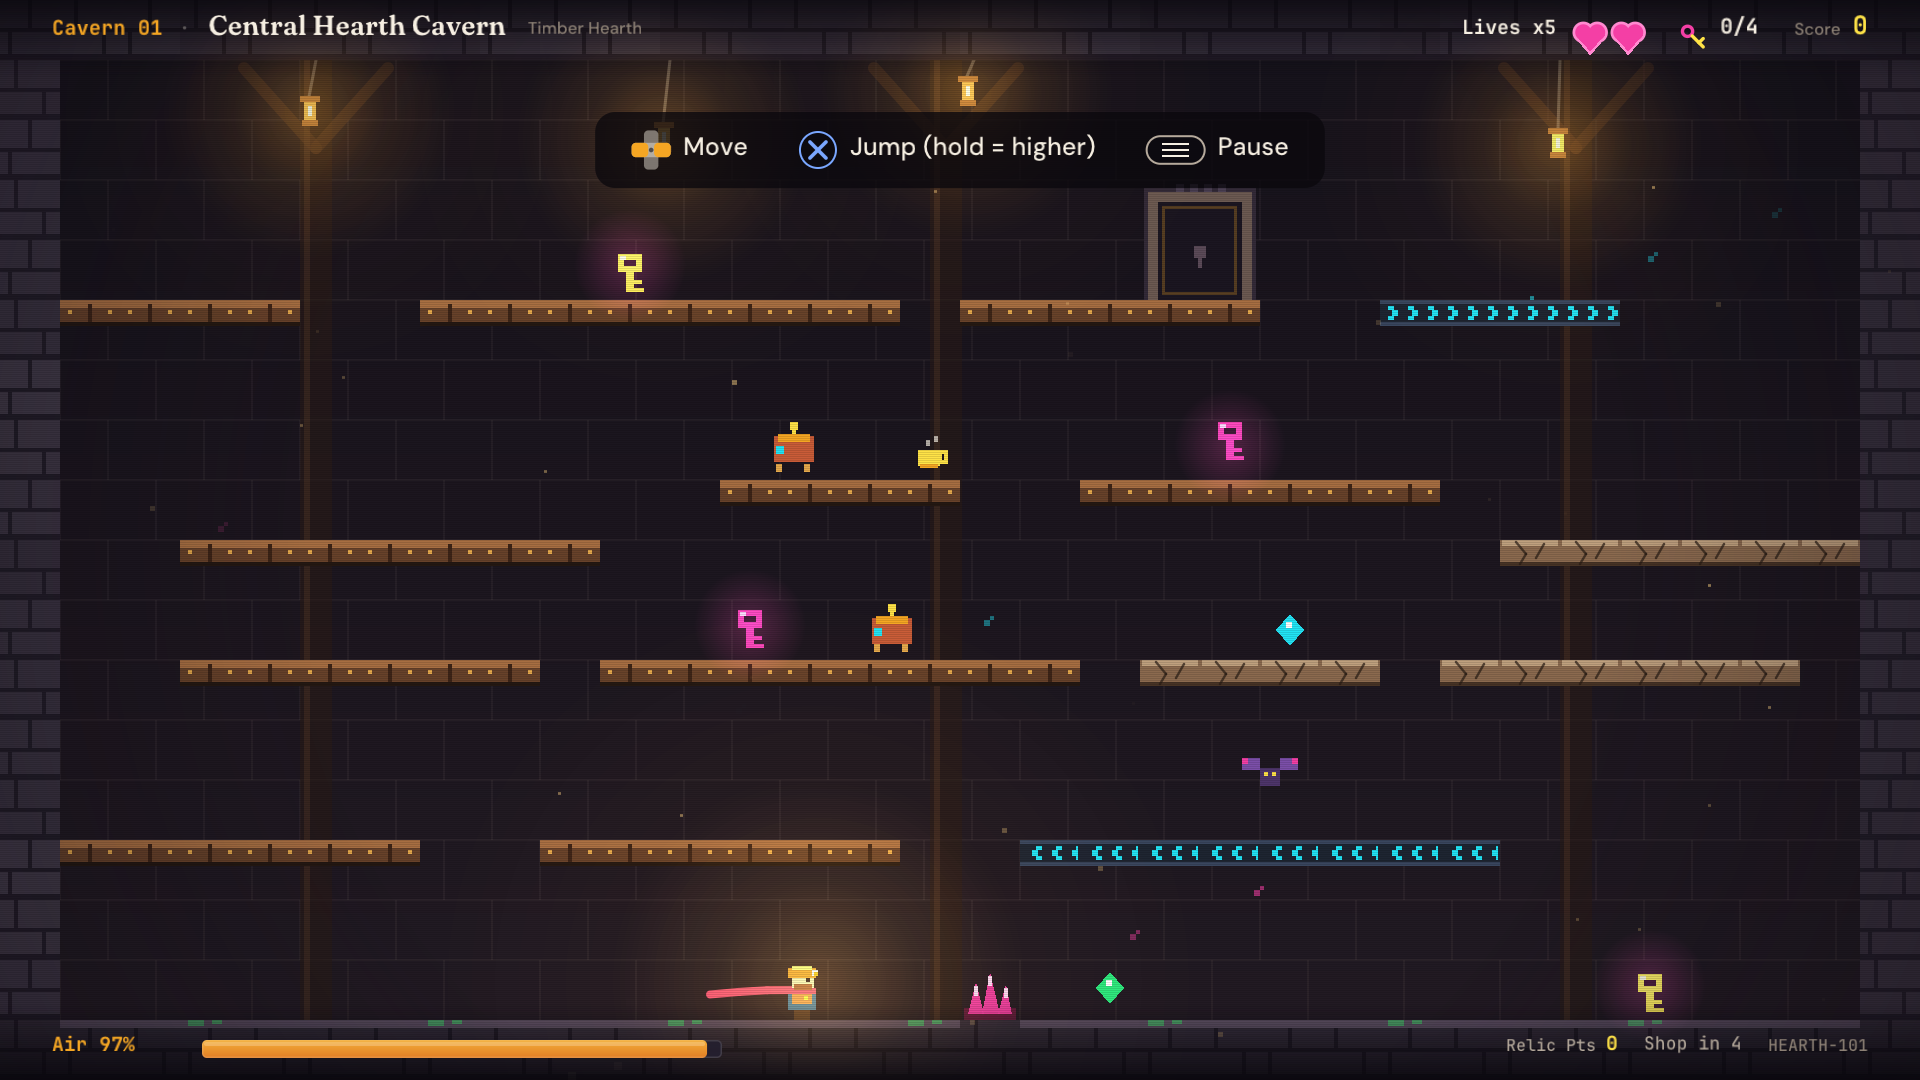 Cavern 01 · Central Hearth Cavern Timber Hearth
Lives x5 0/4 Score 0
Move Jump (hold = higher) Pause
Air 97%
Relic Pts 0 Shop in 4 HEARTH-101